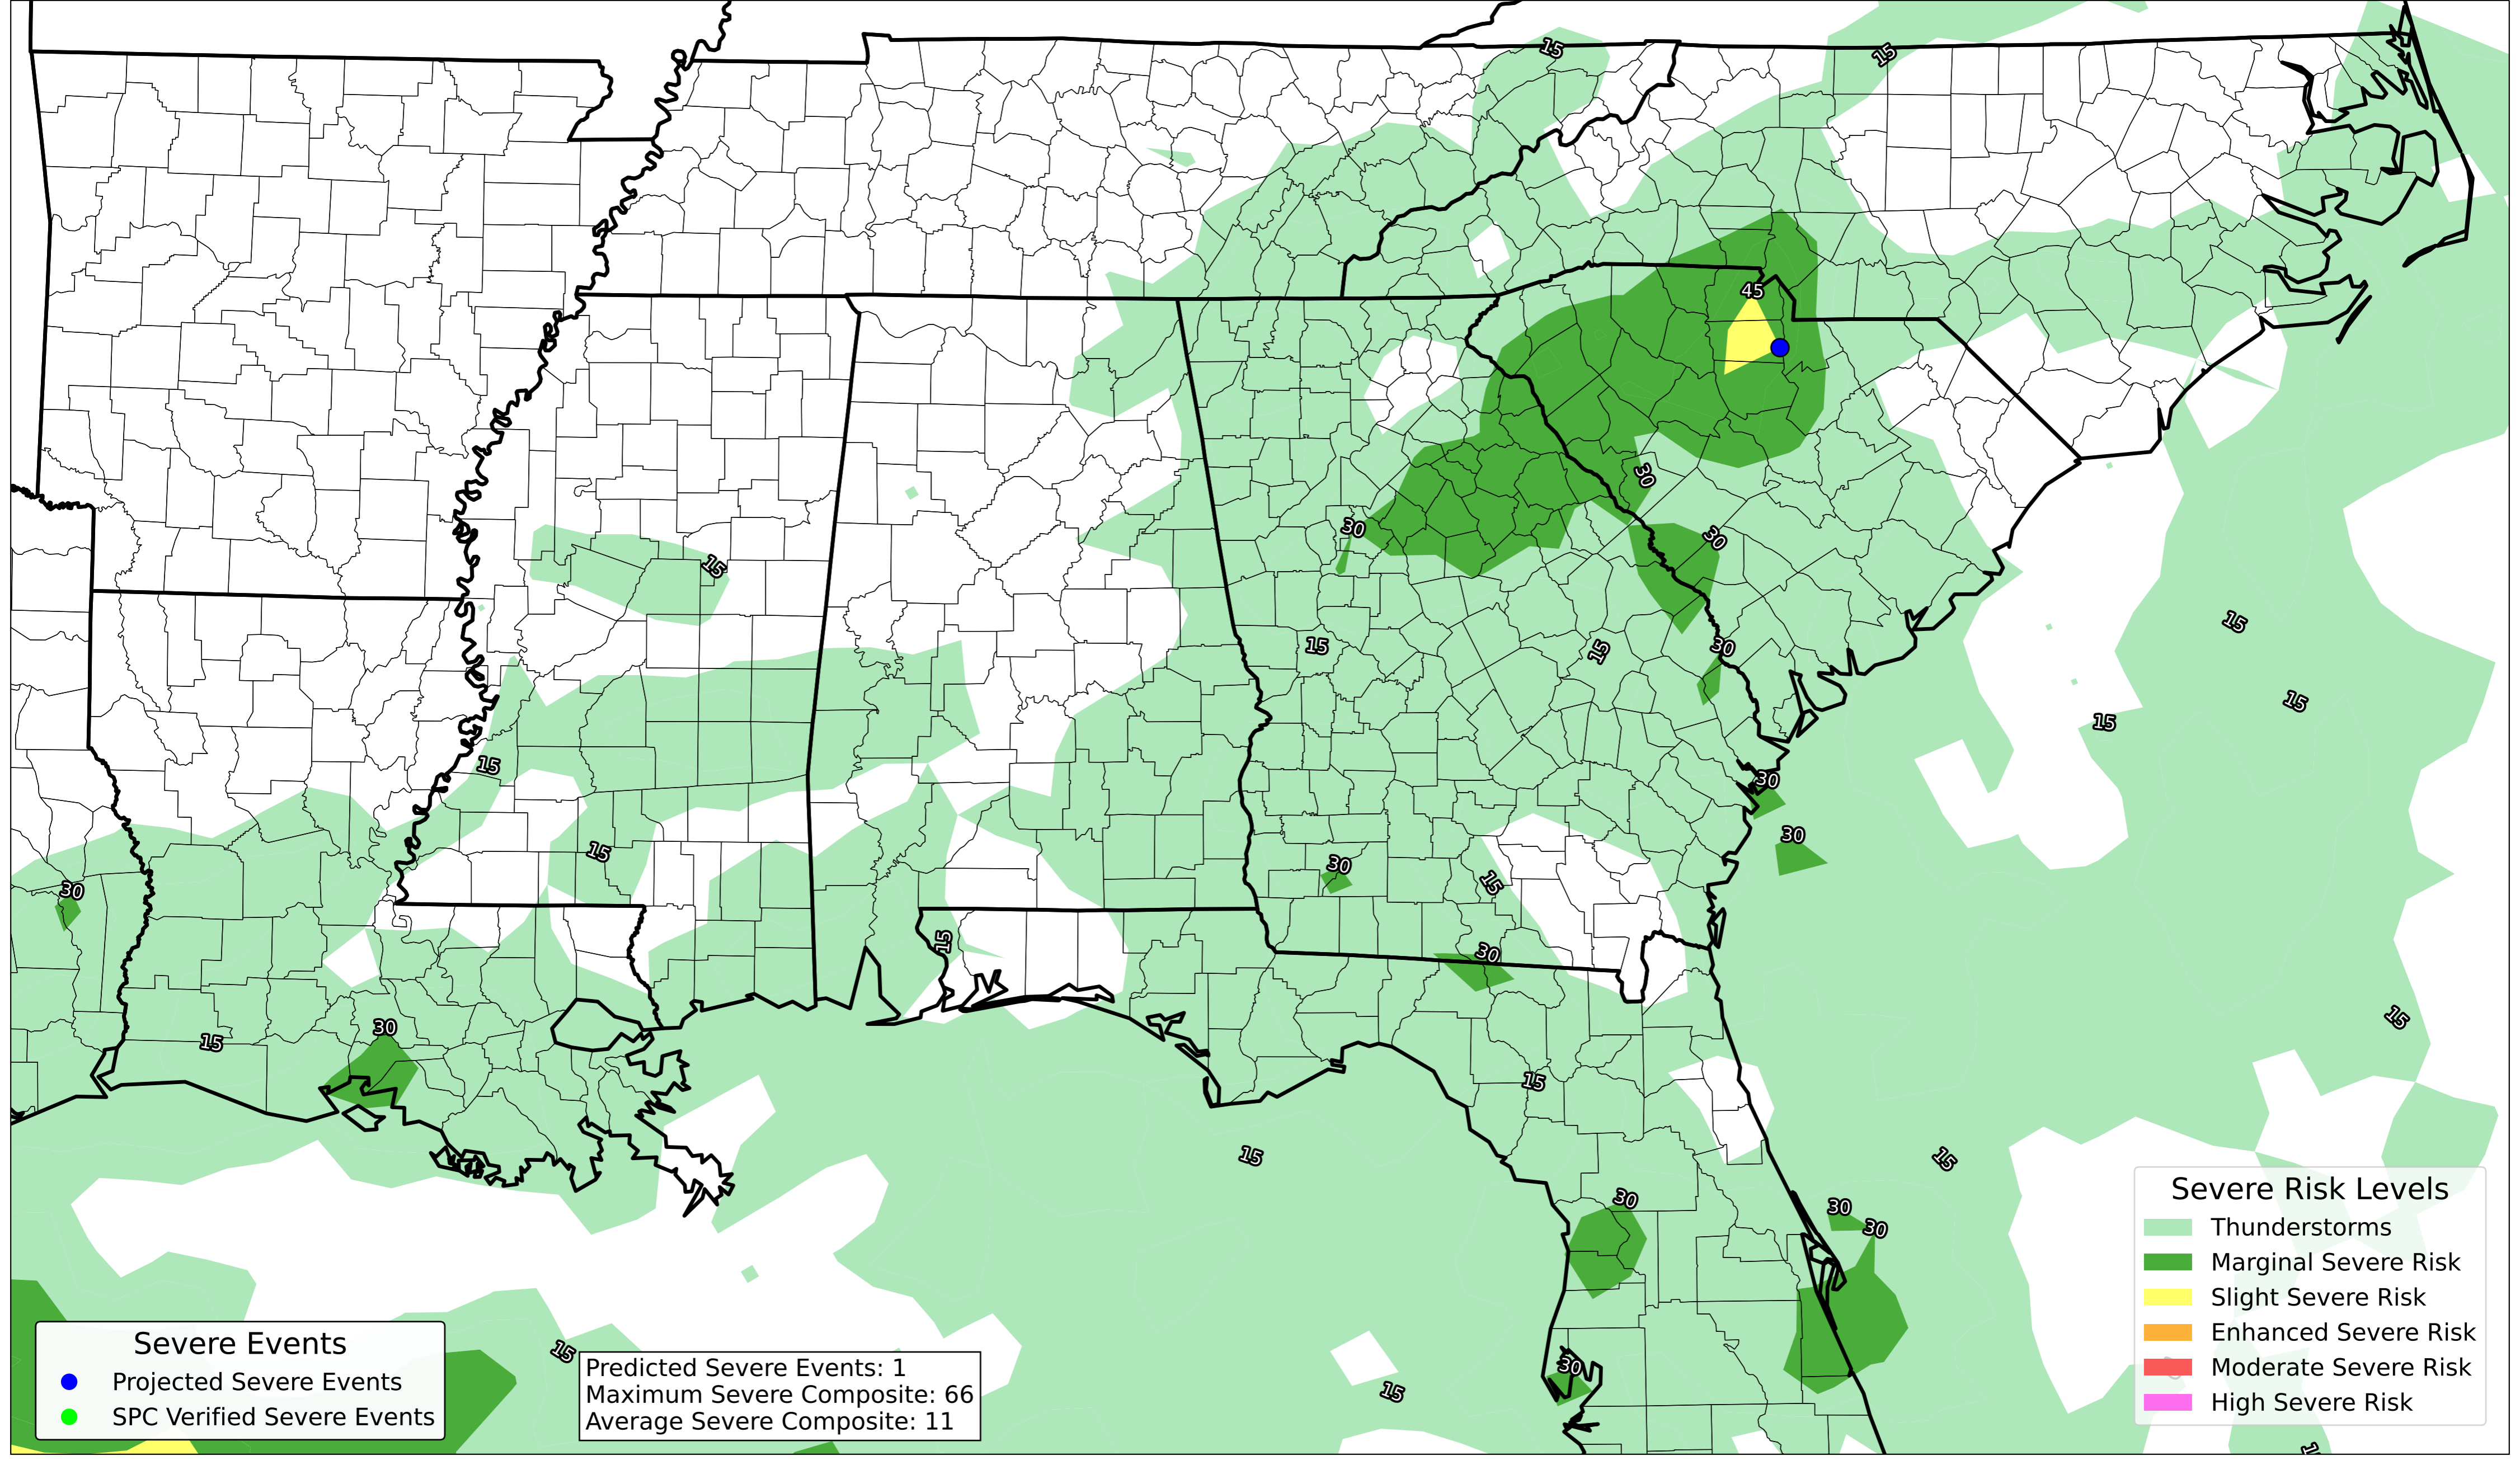 15
15
45
30
30
15
30
15
15
30
15
15
15
15
30
30
15
30
30
15
30
15
15
30
15
15
15
15
15
30
30
30
15
30
15
Severe Risk Levels
Thunderstorms
Marginal Severe Risk
Slight Severe Risk
Enhanced Severe Risk
Moderate Severe Risk
High Severe Risk
Severe Events
Projected Severe Events
SPC Verified Severe Events
Predicted Severe Events: 1
Maximum Severe Composite: 66
Average Severe Composite: 11